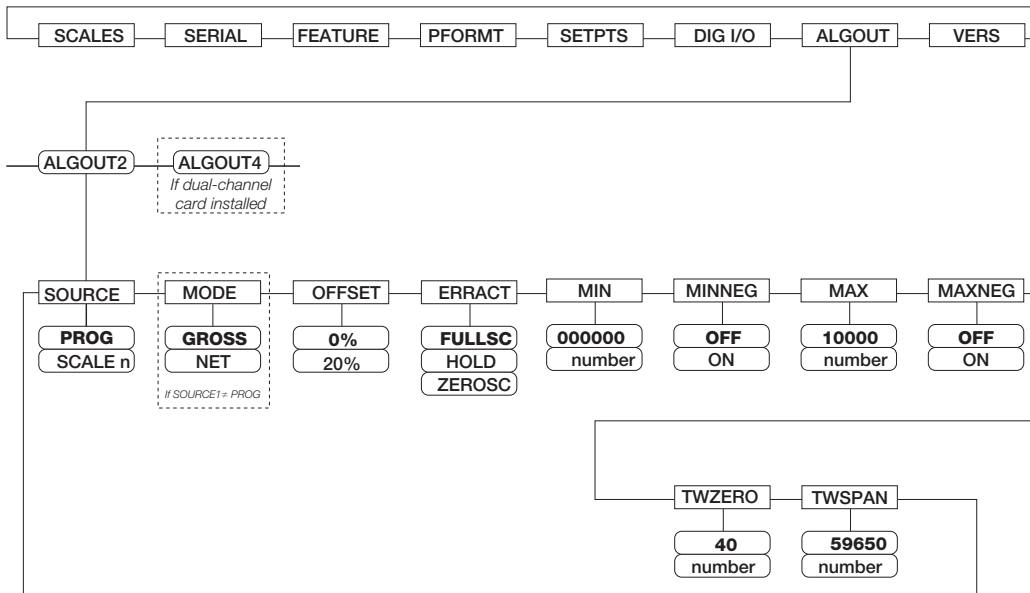 SCALES SERIAL FEATURE PFORMT SETPTS DIG I/O ALGOUT VERS
ALGOUT2 ALGOUT4
If dual-channel
card installed
SOURCE MODE OFFSET ERRACT MIN MINNEG MAX MAXNEG
PROG GROSS 0% FULLSC 000000 OFF 10000 OFF
SCALE n NET 20% HOLD number ON number ON
ZEROSC
If SOURCE1≠ PROG
TWZERO TWSPAN
40 59650
number number